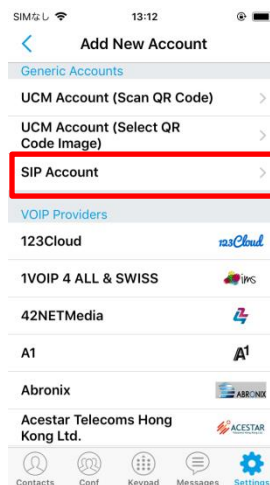 SIMなし 13:12
Add New Account
Generic Accounts
UCM Account (Scan QR Code)
UCM Account (Select QR
Code Image)
SIP Account
VOIP Providers
123Cloud 123Cloud
1VOIP 4 ALL & SWISS ims
42NETMedia
A1 A1
Abronix ABRONIX
Acestar Telecoms Hong ACESTAR
Kong Ltd.
Contacts Conf Keypad Messages Settings